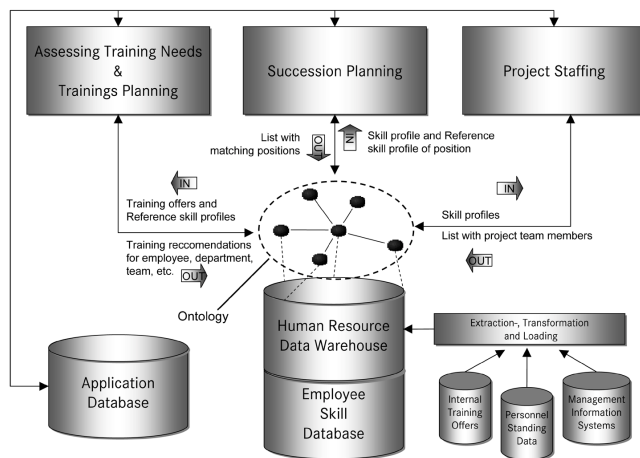 Assessing Training Needs
&
Trainings Planning
Succession Planning
Project Staffing
List with
matching positions
OUT
IN
Skill profile and Reference
skill profile of position
IN
Training offers and
Reference skill profiles
IN
Skill profiles
List with project team members
Training reccomendations
for employee, department,
team, etc.
OUT
OUT
Ontology
Human Resource
Data Warehouse
Extraction-, Transformation
and Loading
Application
Database
Employee
Skill
Database
Internal
Training
Offers
Personnel
Standing
Data
Management
Information
Systems